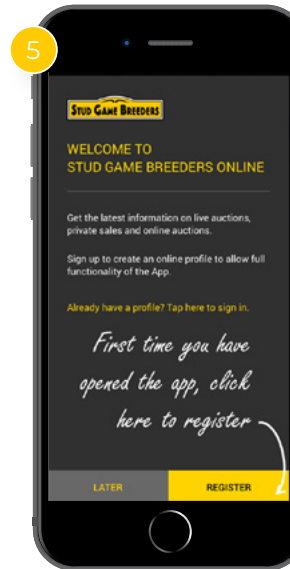 5
STUD GAME BREEDERS
WELCOME TO
STUD GAME BREEDERS ONLINE
Get the latest information on live auctions,
private sales and online auctions.
Sign up to create an online profile to allow full
functionality of the App.
Already have a profile? Tap here to sign in.
First time you have
opened the app, click
here to register
LATER
REGISTER